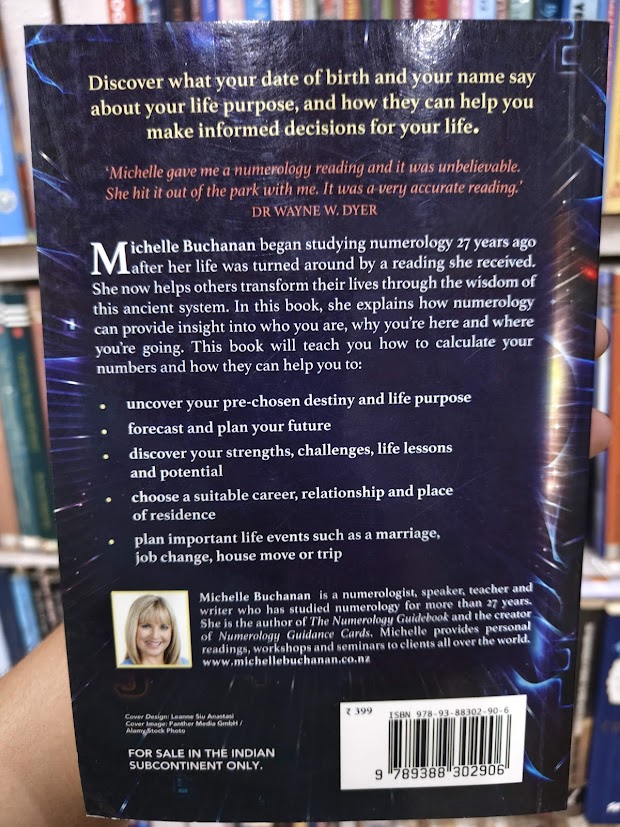 Discover what your date of birth and your name say
about your life purpose, and how they can help you
make informed decisions for your life.
‘Michelle gave me a numerology reading and it was unbelievable.
She hit it out of the park with me. It was a very accurate reading.’
DR WAYNE W. DYER
Michelle Buchanan began studying numerology 27 years ago
after her life was turned around by a reading she received.
She now helps others transform their lives through the wisdom of
this ancient system. In this book, she explains how numerology
can provide insight into who you are, why you’re here and where
you’re going. This book will teach you how to calculate your
numbers and how they can help you to:
• uncover your pre-chosen destiny and life purpose
• forecast and plan your future
• discover your strengths, challenges, life lessons
and potential
• choose a suitable career, relationship and place
of residence
• plan important life events such as a marriage,
job change, house move or trip
Michelle Buchanan is a numerologist, speaker, teacher and
writer who has studied numerology for more than 27 years.
She is the author of The Numerology Guidebook and the creator
of Numerology Guidance Cards. Michelle provides personal
readings, workshops and seminars to clients all over the world.
www.michellebuchanan.co.nz
Cover Design: Leanne Siu Anastasi
Cover Image: Panther Media GmbH /
Alamy Stock Photo
FOR SALE IN THE INDIAN
SUBCONTINENT ONLY.
₹ 399
ISBN 978-93-88302-90-6
9 789388 302906